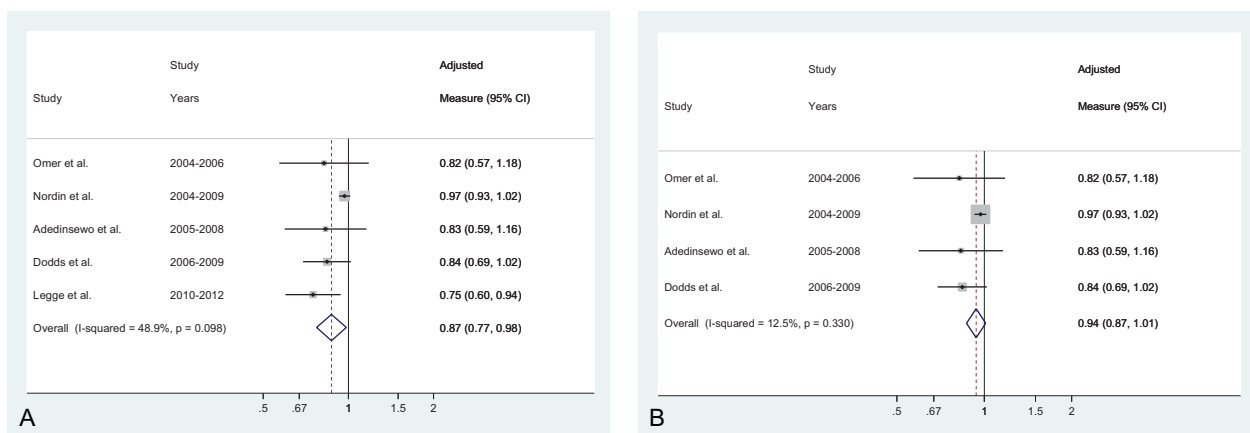 Study Adjusted
Study Years Measure (95% CI)
Omer et al. 2004-2006 0.82 (0.57, 1.18)
Nordin et al. 2004-2009 0.97 (0.93, 1.02)
Adedinsewo et al. 2005-2008 0.83 (0.59, 1.16)
Dodds et al. 2006-2009 0.84 (0.69, 1.02)
Legge et al. 2010-2012 0.75 (0.60, 0.94)
Overall (I-squared = 48.9%, p = 0.098) 0.87 (0.77, 0.98)
.5 .67 1 1.5 2
A
Study Adjusted
Study Years Measure (95% CI)
Omer et al. 2004-2006 0.82 (0.57, 1.18)
Nordin et al. 2004-2009 0.97 (0.93, 1.02)
Adedinsewo et al. 2005-2008 0.83 (0.59, 1.16)
Dodds et al. 2006-2009 0.84 (0.69, 1.02)
Overall (I-squared = 12.5%, p = 0.330) 0.94 (0.87, 1.01)
.5 .67 1 1.5 2
B